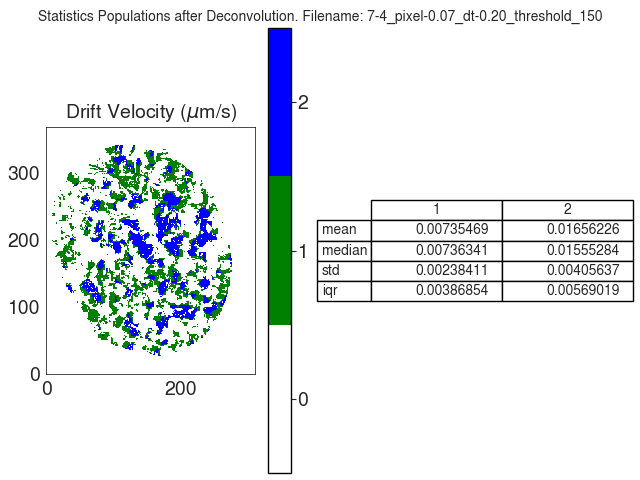 Statistics Populations after Deconvolution. Filename: 7-4_pixel-0.07_dt-0.20_threshold_150
Drift Velocity (μm/s)
300
200
100
0
0 200
2
1
0
1 2
mean 0.00735469 0.01656226
median 0.00736341 0.01555284
std 0.00238411 0.00405637
iqr 0.00386854 0.00569019